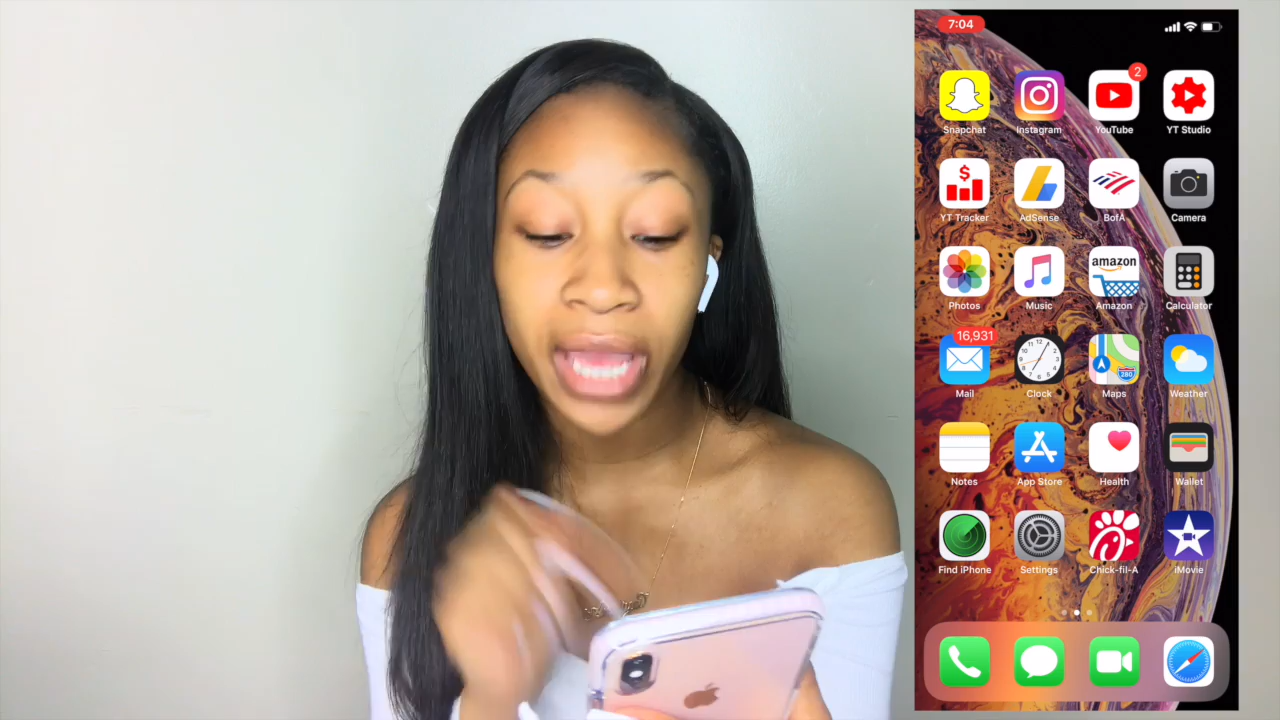 7:04
2
Snapchat Instagram YouTube YT Studio
$
YT Tracker AdSense BofA Camera
amazon
Photos Music Amazon Calculator
16,931
280
Mail Clock Maps Weather
Notes App Store Health Wallet
Find iPhone Settings Chick-fil-A iMovie